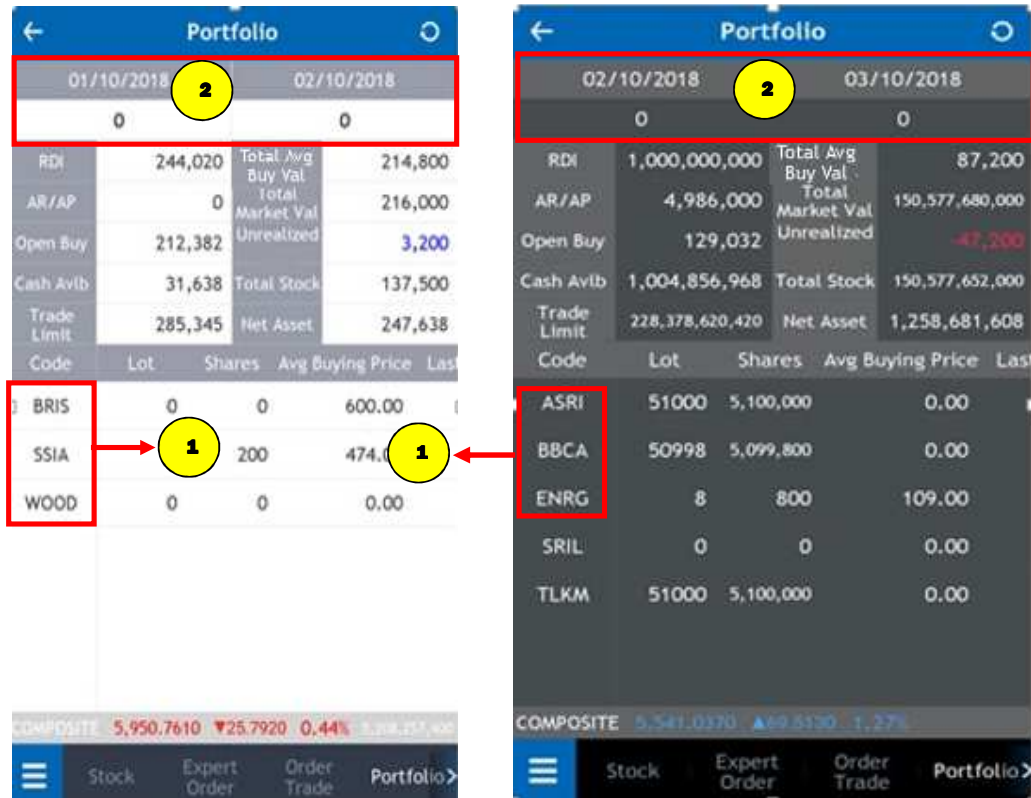 Portfolio
01/10/2018 02/10/2018
2
0 0
RDI 244,020 Total Avg Buy Val 214,800
AR/AP 0 Total Market Val 216,000
Open Buy 212,382 Unrealized 3,200
Cash Avlb 31,638 Total Stock 137,500
Trade Limit 285,345 Net Asset 247,638
Code Lot Shares Avg Buying Price Las
BRIS 0 0 600.00
SSIA 1 200 474. 1
WOOD 0 0 0.00
COMPOSITE 5,950.7610 ▼25.7920 0.44%
Stock Expert Order Order Trade Portfolio
Portfolio
02/10/2018 03/10/2018
2
0 0
RDI 1,000,000,000 Total Avg Buy Val 87,200
AR/AP 4,986,000 Total Market Val 150,577,680,000
Open Buy 129,032 Unrealized -47,200
Cash Avlb 1,004,856,968 Total Stock 150,577,652,000
Trade Limit 228,378,620,420 Net Asset 1,258,681,608
Code Lot Shares Avg Buying Price Las
ASRI 51000 5,100,000 0.00
BBCA 50998 5,099,800 0.00
ENRG 8 800 109.00
SRIL 0 0 0.00
TLKM 51000 5,100,000 0.00
COMPOSITE 1.27%
Stock Expert Order Order Trade Portfolio